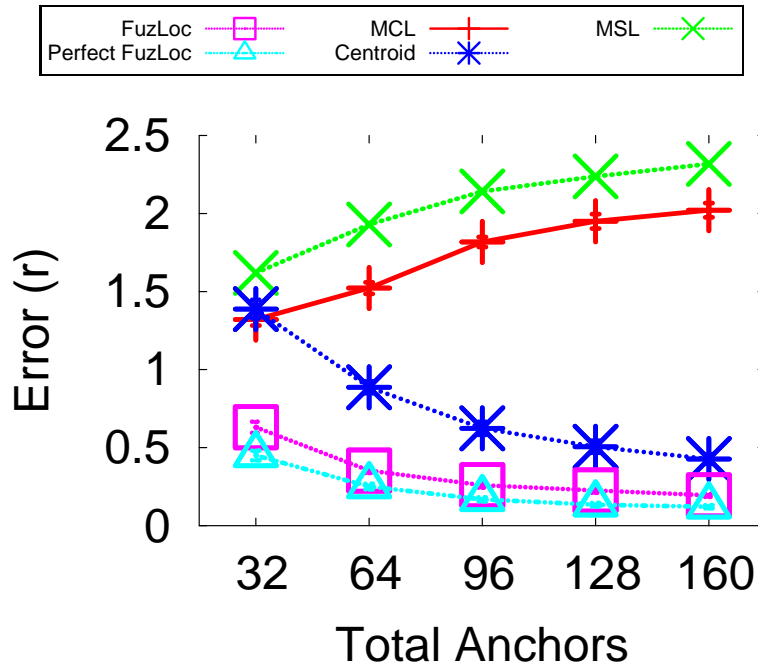 FuzLoc MCL MSL
Perfect FuzLoc Centroid
2.5
2
1.5
1
0.5
0
Error (r)
32 64 96 128 160
Total Anchors